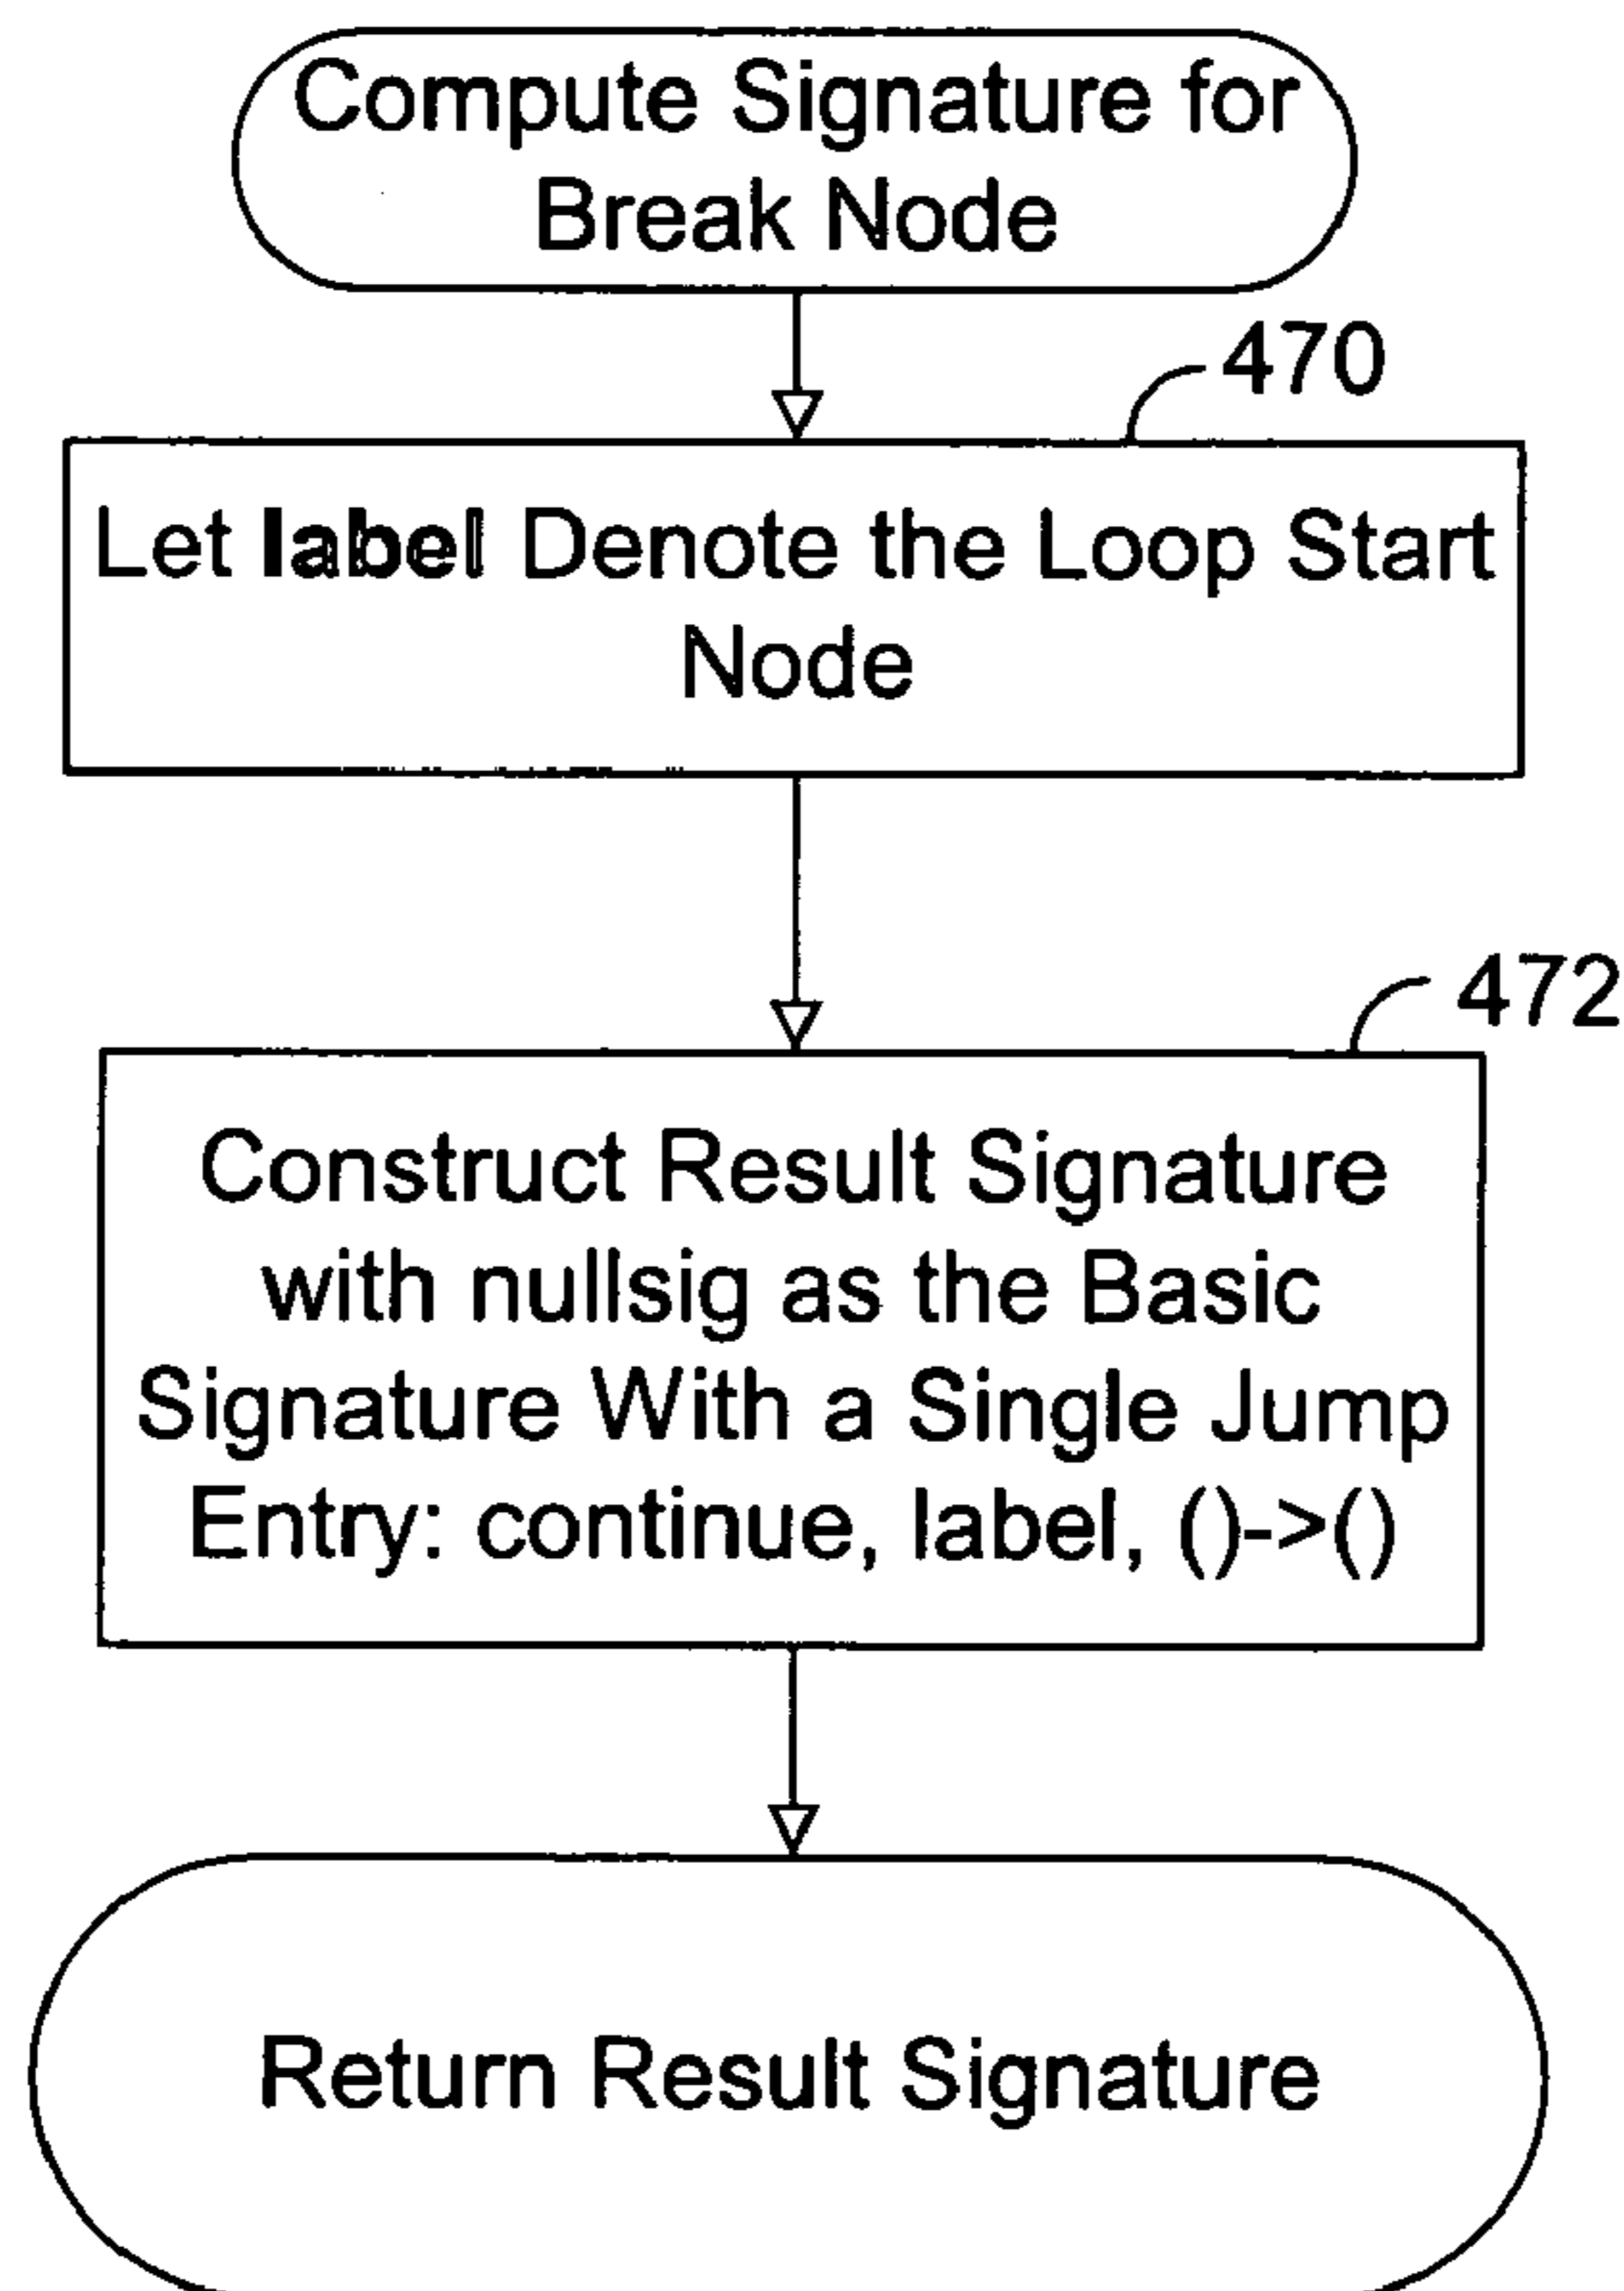 Compute Signature for
Break Node
470
Let label Denote the Loop Start
Node
472
Construct Result Signature
with nullsig as the Basic
Signature With a Single Jump
Entry: continue, label, ()->()
Return Result Signature